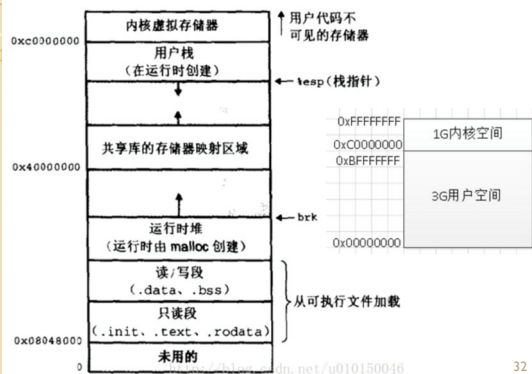 内核虚拟存储器
用户代码不
可见的存储器
0xc0000000
用户栈
(在运行时创建)
%esp(栈指针)
共享库的存储器映射区域
0x40000000
brk
运行时堆
(运行时由 malloc 创建)
读/写段
(.data、.bss)
从可执行文件加载
只读段
(.init、.text、.rodata)
0x08048000
未用的
0
0xFFFFFFFF
1G内核空间
0xC0000000
0xBFFFFFFF
3G用户空间
0x00000000
http://blog.csdn.net/u010150046
32